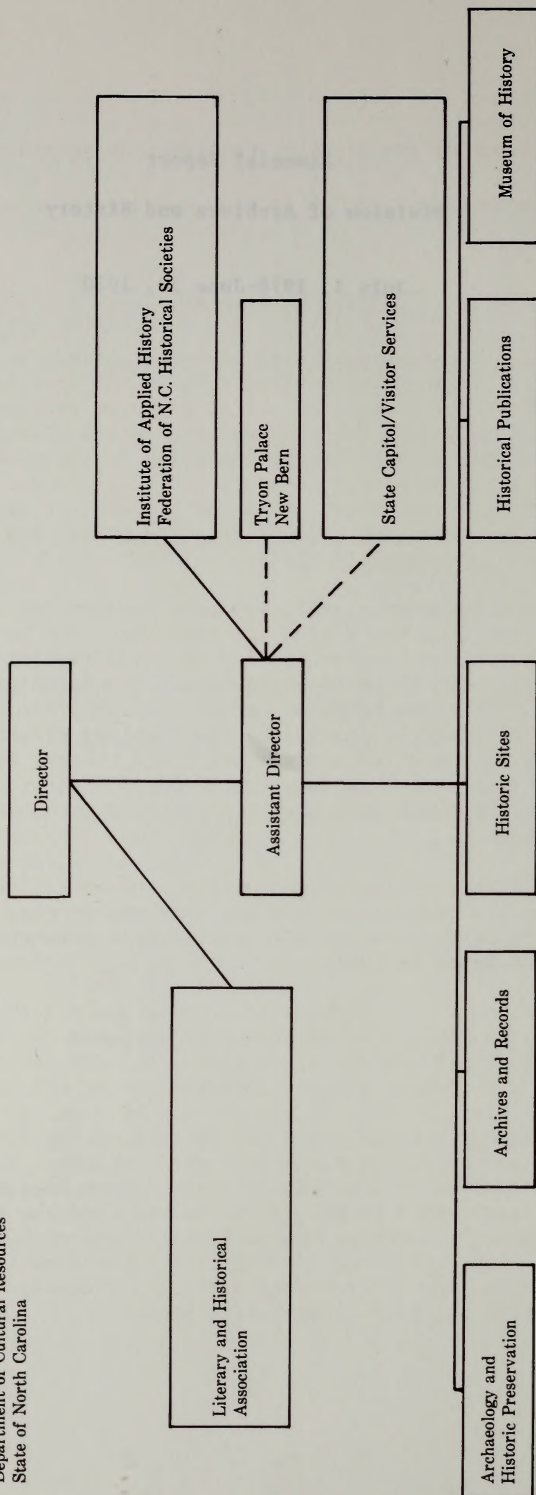 Department of Cultural Resources
State of North Carolina
Director
Literary and Historical
Association
Assistant Director
Institute of Applied History
Federation of N.C. Historical Societies
Tryon Palace
New Bern
State Capitol/Visitor Services
Archaeology and
Historic Preservation
Archives and Records
Historic Sites
Historical Publications
Museum of History